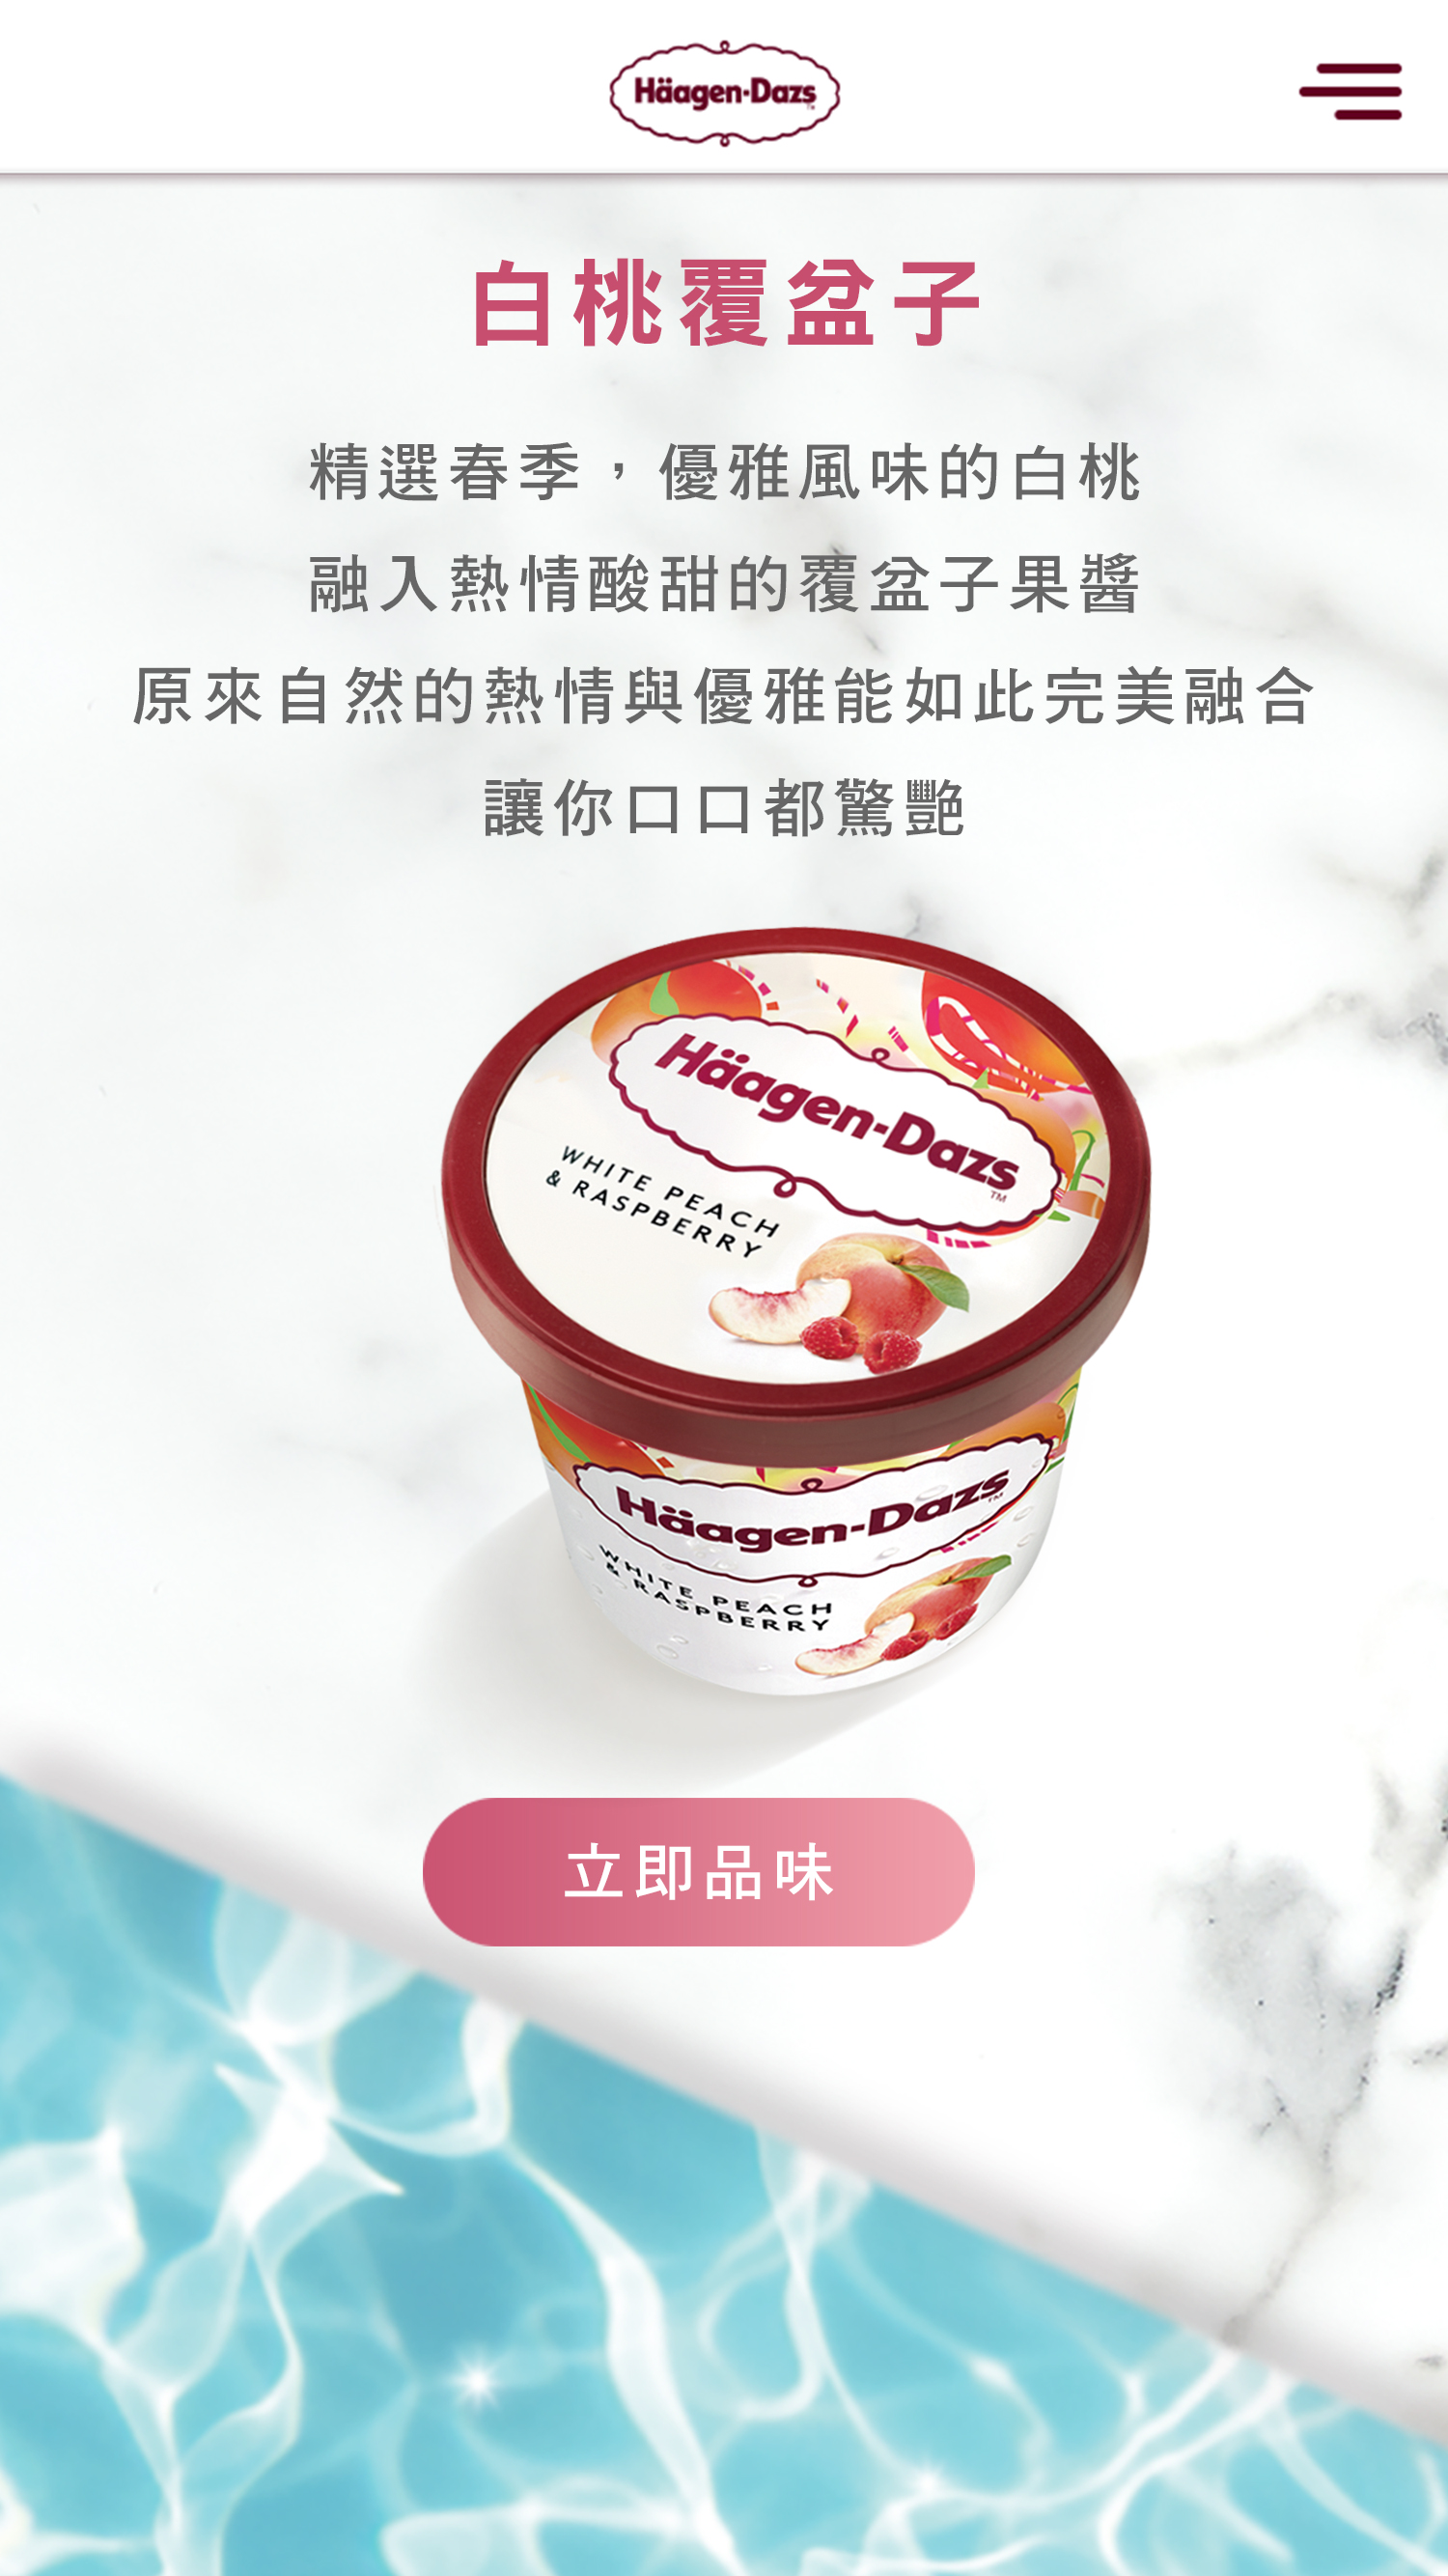 Häagen-Dazs
白桃覆盆子
精選春季，優雅風味的白桃
融入熱情酸甜的覆盆子果醬
原來自然的熱情與優雅能如此完美融合
讓你口口都驚艷
Häagen-Dazs™
WHITE PEACH
& RASPBERRY
Häagen-Dazs™
WHITE PEACH
& RASPBERRY
立即品味